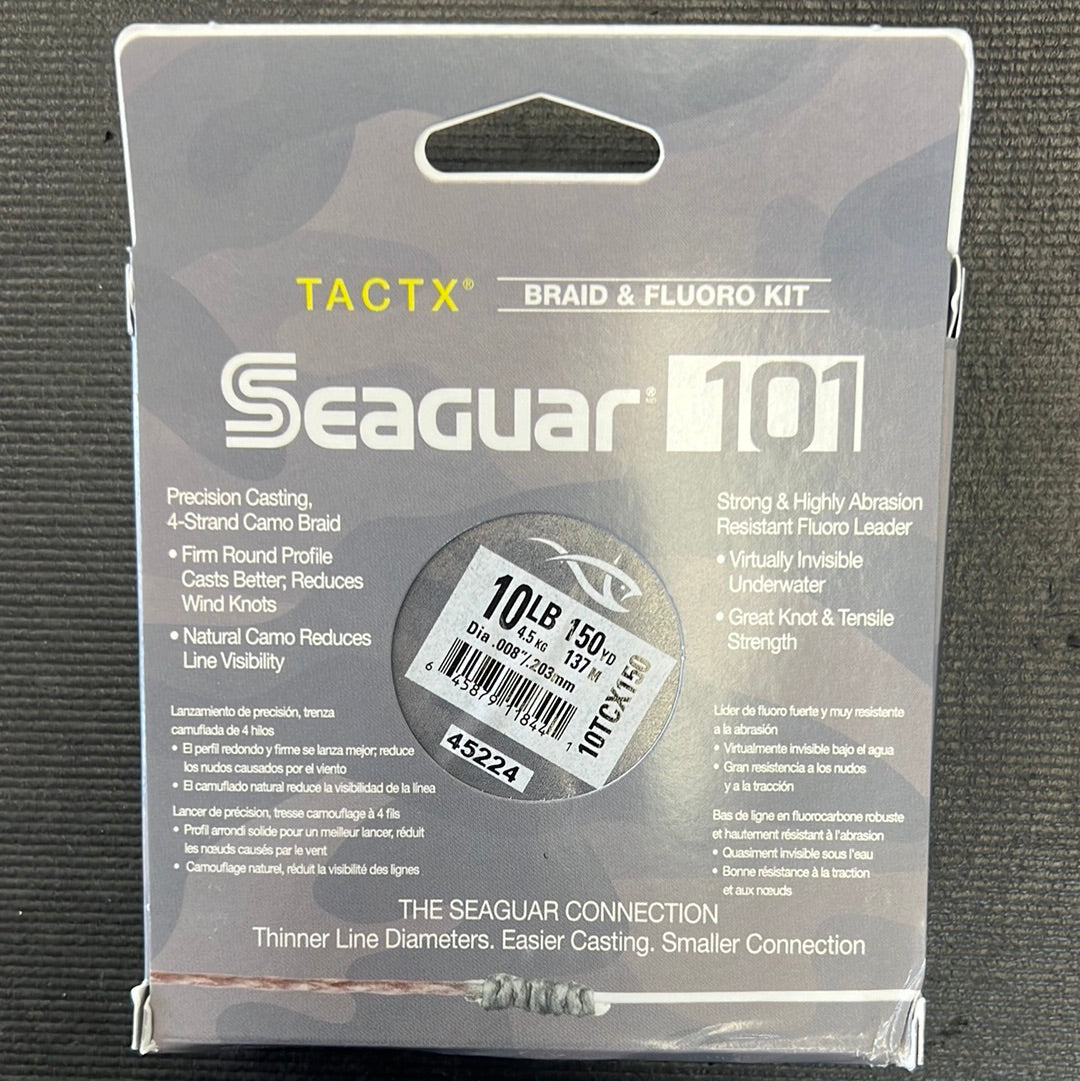 TACTX® BRAID & FLUORO KIT
SEAGUAR® 101
Precision Casting,
4-Strand Camo Braid
• Firm Round Profile
Casts Better; Reduces
Wind Knots
• Natural Camo Reduces
Line Visibility
Strong & Highly Abrasion
Resistant Fluoro Leader
• Virtually Invisible
Underwater
• Great Knot & Tensile
Strength
10LB 150YD
4.5 KG 137 M
Dia .008"/.203mm
6 45879 11844 1
10TCX150
45224
Lanzamiento de precisión, trenza
camuflada de 4 hilos
• El perfil redondo y firme se lanza mejor; reduce
los nudos causados por el viento
• El camuflado natural reduce la visibilidad de la línea
Lancer de précision, tresse camouflage à 4 fils
• Profil arrondi solide pour un meilleur lancer, réduit
les nœuds causés par le vent
• Camouflage naturel, réduit la visibilité des lignes
Líder de fluoro fuerte y muy resistente
a la abrasión
• Virtualmente invisible bajo el agua
• Gran resistencia a los nudos
y a la tracción
Bas de ligne en fluorocarbone robuste
et hautement résistant à l'abrasion
• Quasiment invisible sous l'eau
• Bonne résistance à la traction
et aux nœuds
THE SEAGUAR CONNECTION
Thinner Line Diameters. Easier Casting. Smaller Connection